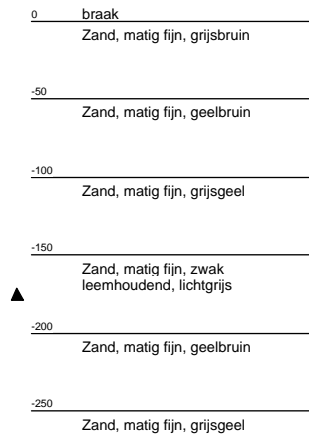 0 braak
Zand, matig fijn, grijsbruin
-50
Zand, matig fijn, geelbruin
-100
Zand, matig fijn, grijsgeel
-150
Zand, matig fijn, zwak
leemhoudend, lichtgrijs
-200
Zand, matig fijn, geelbruin
-250
Zand, matig fijn, grijsgeel